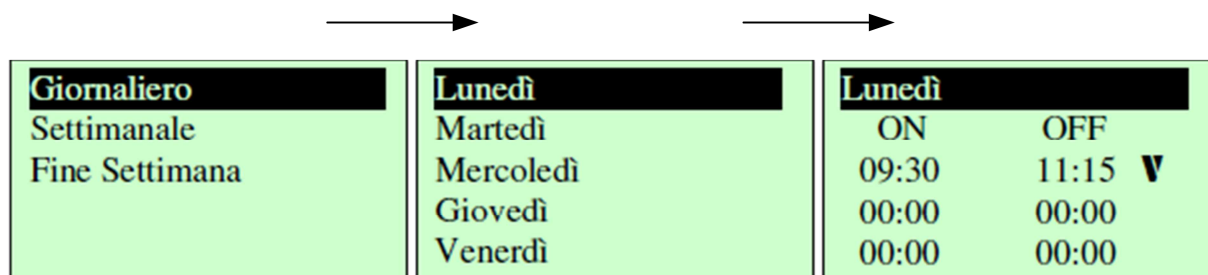 Giornaliero
Settimanale
Fine Settimana
Lunedì
Martedì
Mercoledì
Giovedì
Venerdì
Lunedì
ON OFF
09:30 11:15 V
00:00 00:00
00:00 00:00